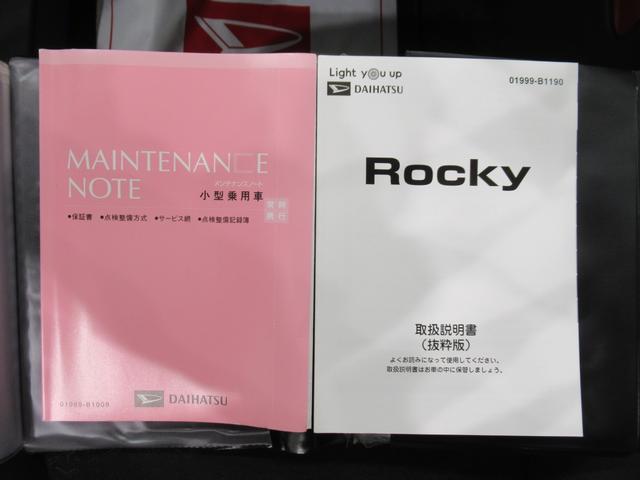 MAINTENANCE
NOTE
メンテナンスノート
小型乗用車
●保証書 ●点検整備方式 ●サービス網 ●点検整備記録簿
01999-B1009
DAIHATSU
Light you up
DAIHATSU
01999-B1190
Rocky
取扱説明書
(抜粋版)
よくお読みになって使用してください。
取扱説明書はお車の中に保管しましょう。